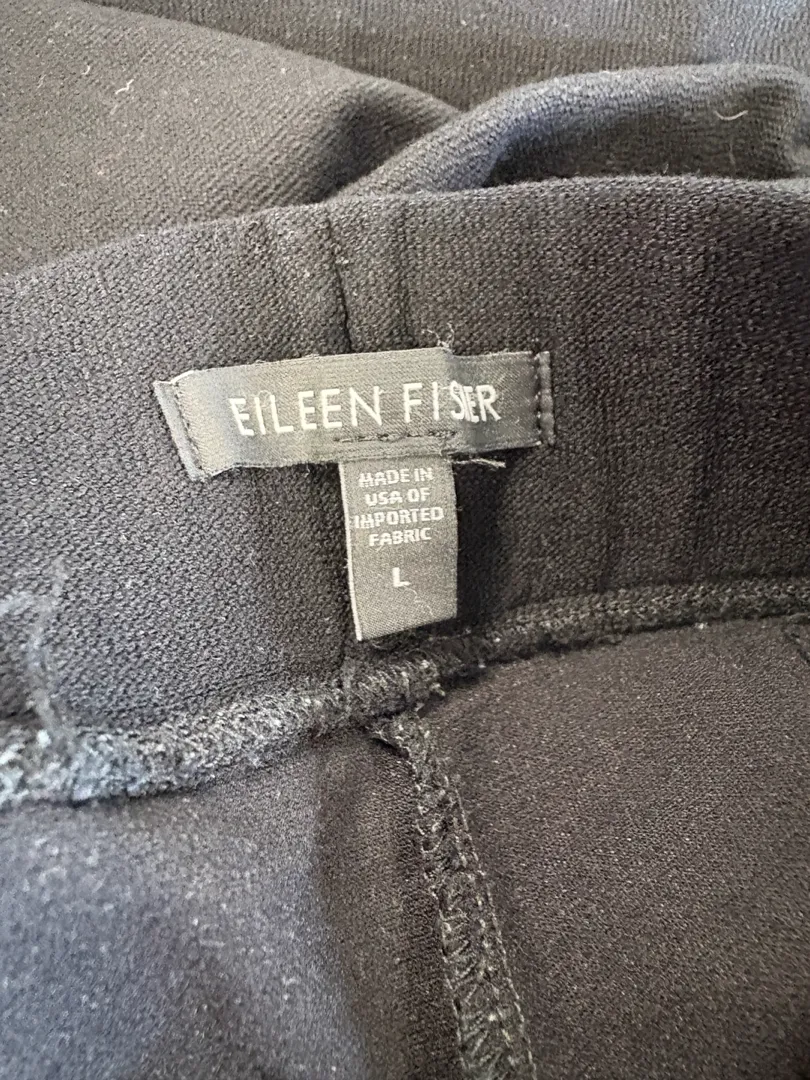 EILEEN FISHER
MADE IN
USA OF
IMPORTED
FABRIC
L